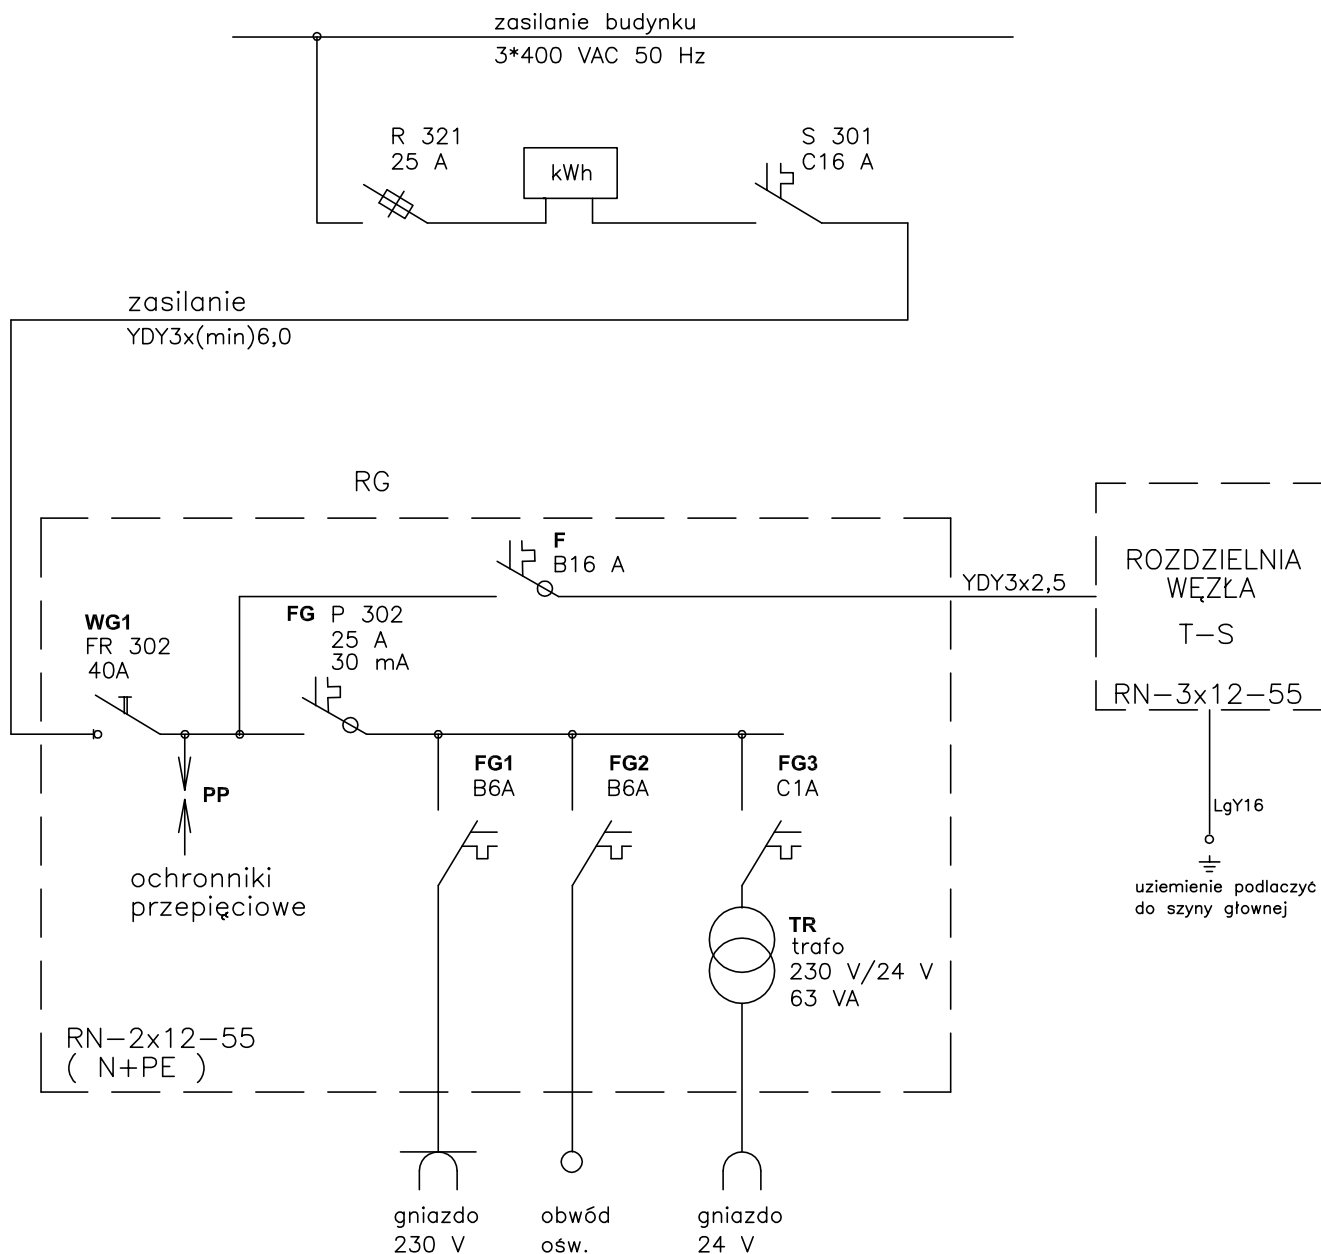 zasilanie budynku
3*400 VAC 50 Hz
R 321
25 A
kWh
S 301
C16 A
zasilanie
YDY3x(min)6,0
RG
F
B16 A
YDY3x2,5
ROZDZIELNIA
WĘZŁA
T-S
RN-3x12-55
WG1
FR 302
40A
FG P 302
25 A
30 mA
PP
ochronniki
przepięciowe
FG1
B6A
FG2
B6A
FG3
C1A
LgY16
uziemienie podlaczyć
do szyny głownej
TR
trafo
230 V/24 V
63 VA
RN-2x12-55
( N+PE )
gniazdo
230 V
obwód
ośw.
gniazdo
24 V